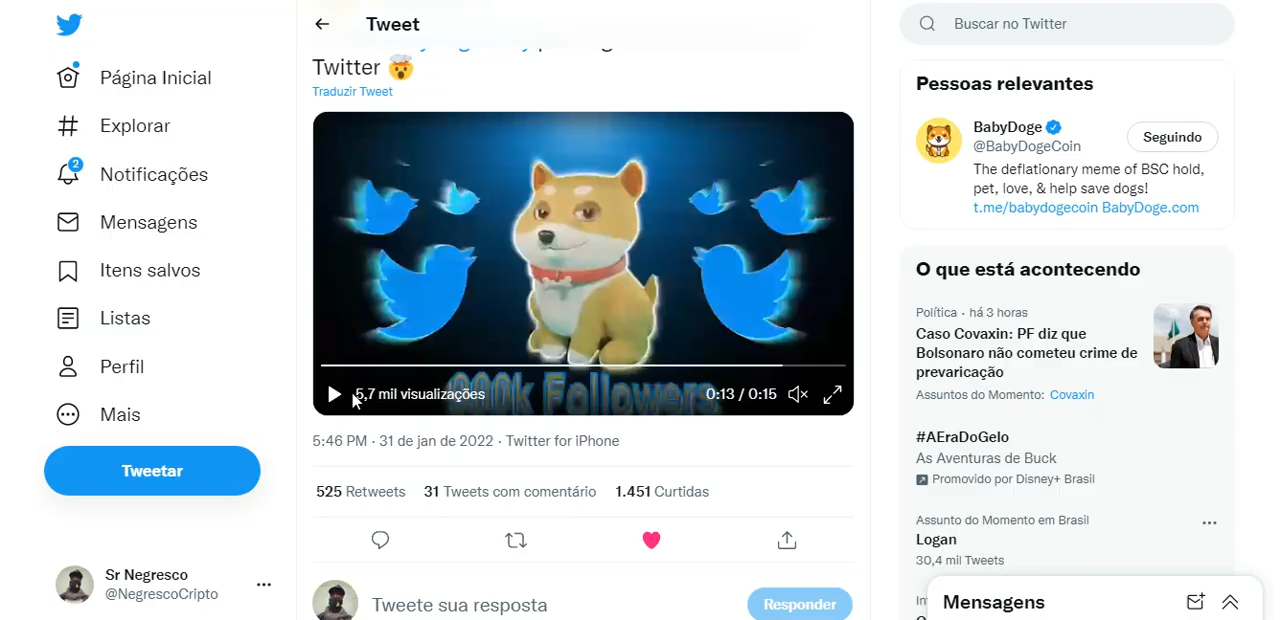 Página Inicial
Explorar
2
Notificações
Mensagens
Itens salvos
Listas
Perfil
Mais
Tweetar
Sr Negresco
@NegrescoCripto
Tweet
Twitter
Traduzir Tweet
Followers
5,7 mil visualizações
0:13 / 0:15
5:46 PM · 31 de jan de 2022 · Twitter for iPhone
525 Retweets 31 Tweets com comentário 1.451 Curtidas
Tweete sua resposta
Responder
Buscar no Twitter
Pessoas relevantes
BabyDoge
@BabyDogeCoin
Seguindo
The deflationary meme of BSC hold,
pet, love, & help save dogs!
t.me/babydogecoin BabyDoge.com
O que está acontecendo
Política · há 3 horas
Caso Covaxin: PF diz que
Bolsonaro não cometeu crime de
prevaricação
Assuntos do Momento: Covaxin
#AEraDoGelo
As Aventuras de Buck
Promovido por Disney+ Brasil
Assunto do Momento em Brasil
Logan
30,4 mil Tweets
Mensagens